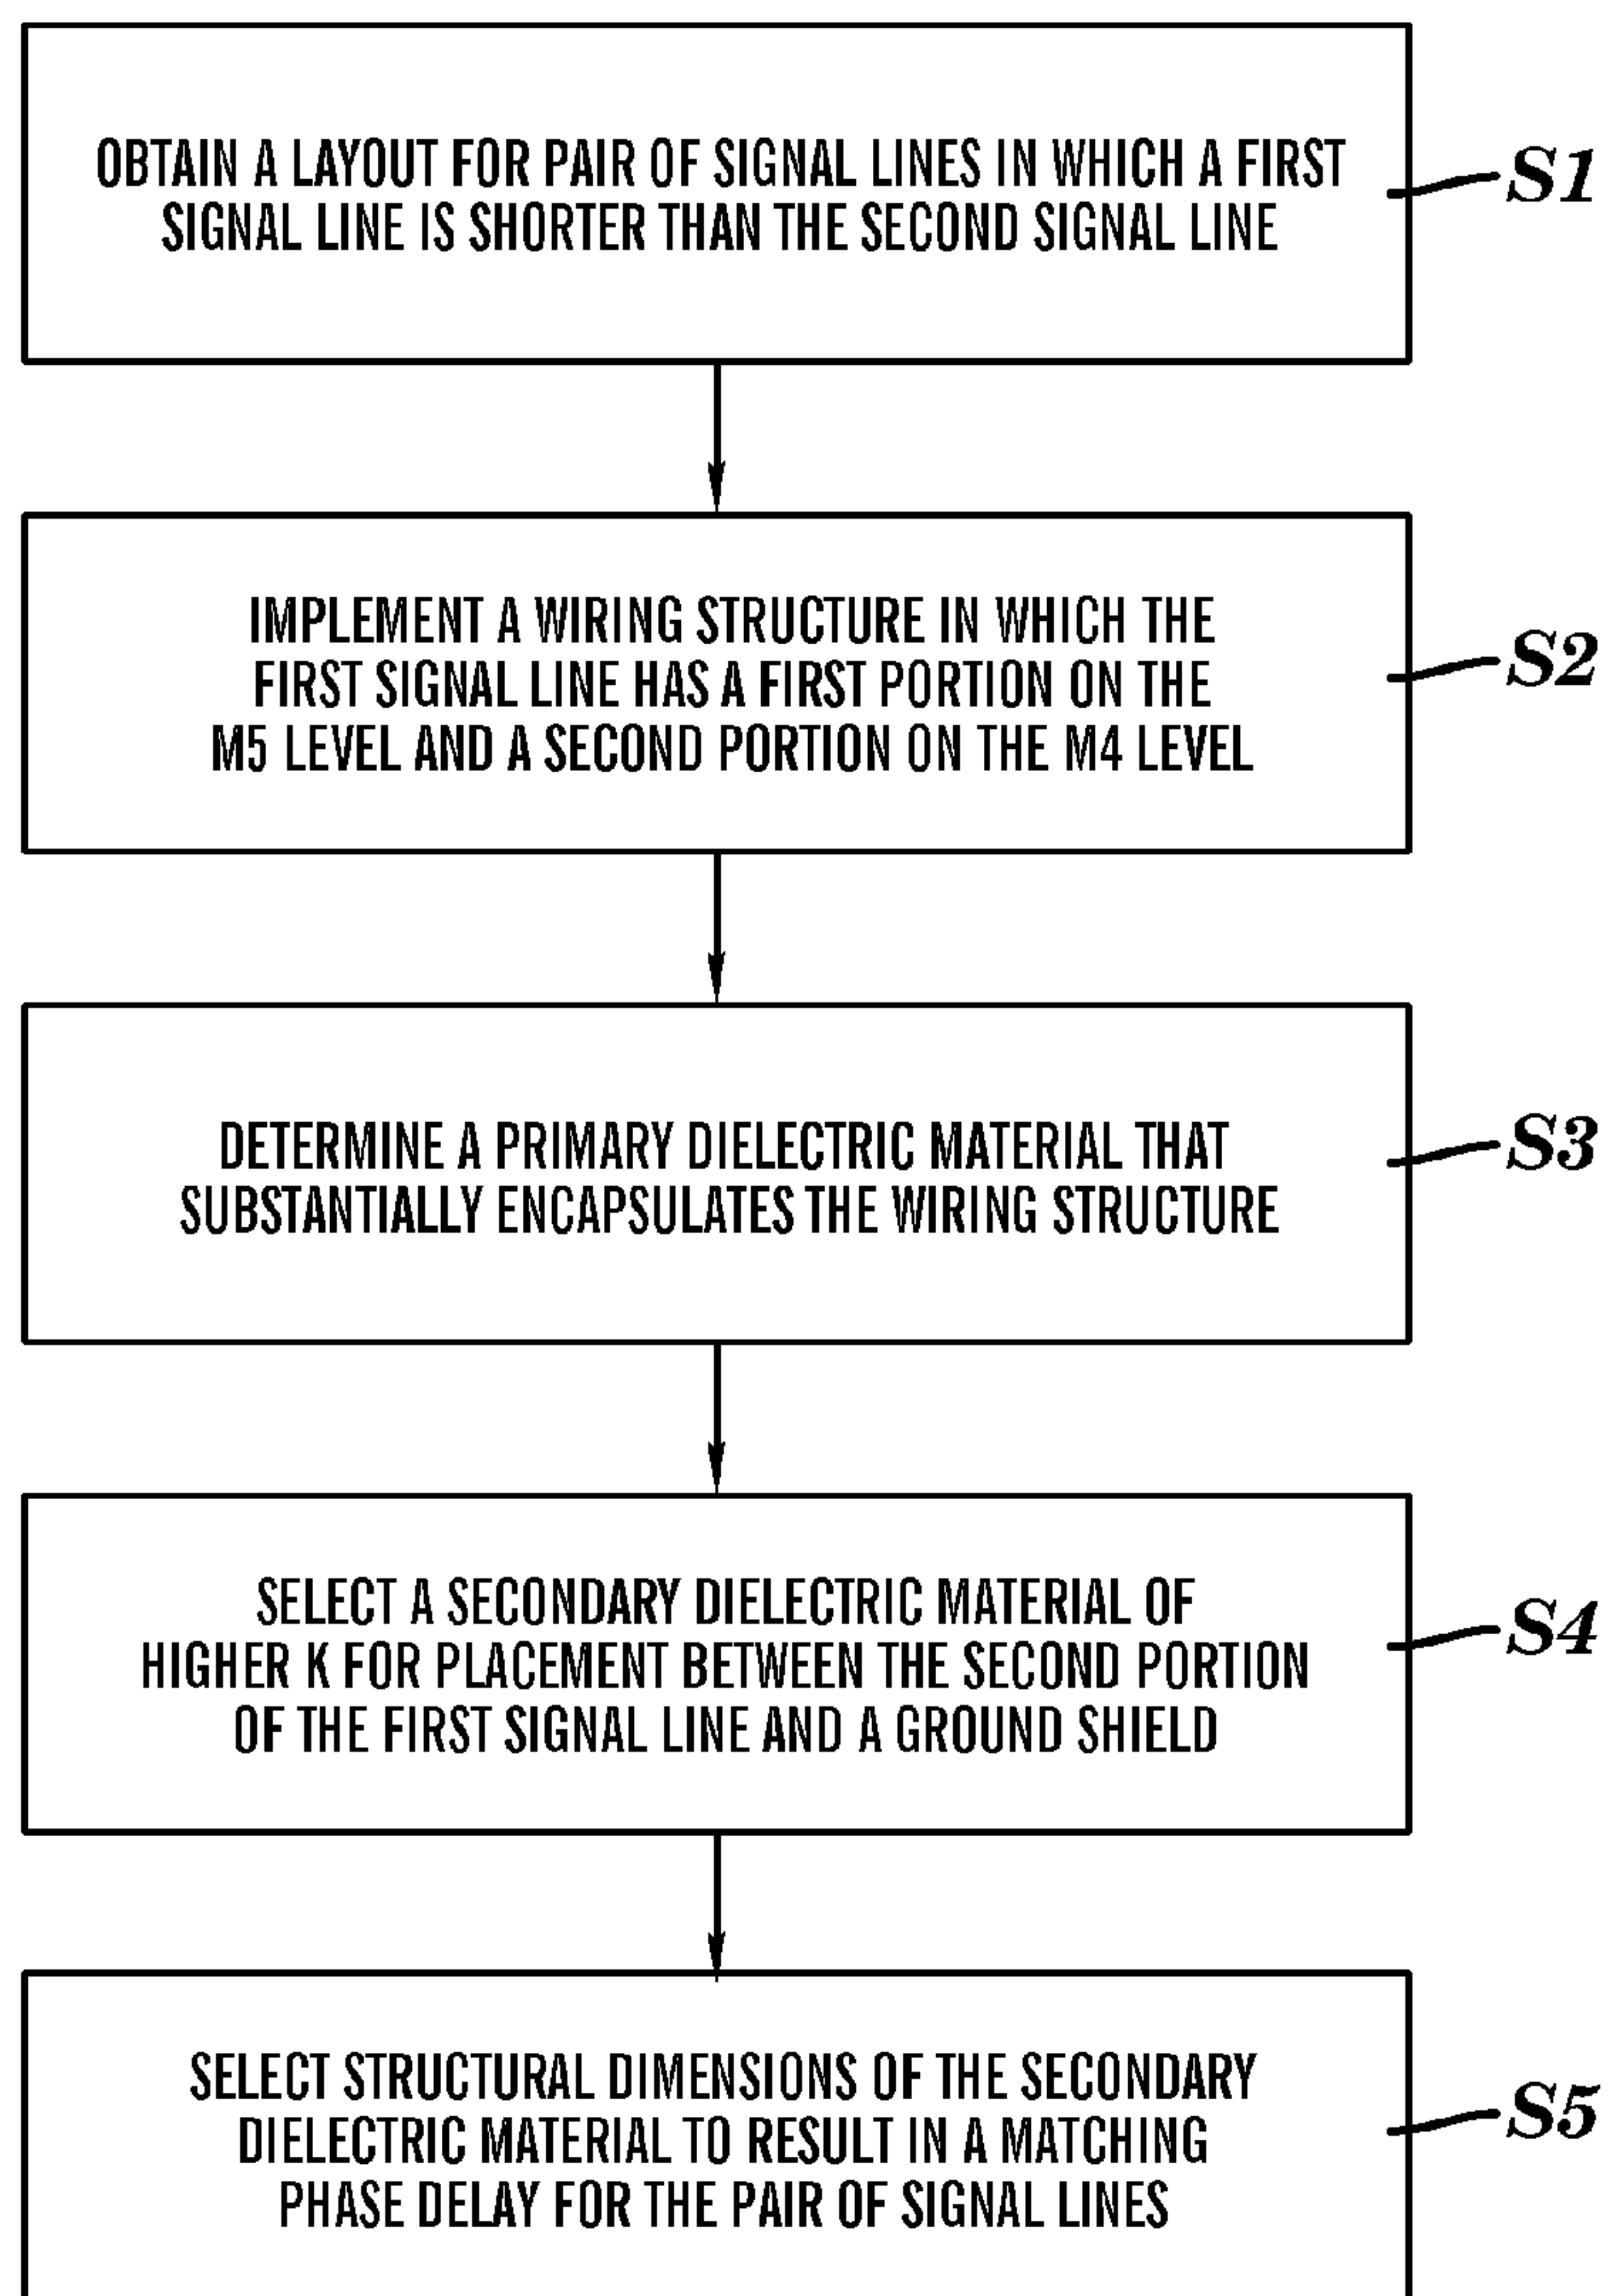 OBTAIN A LAYOUT FOR PAIR OF SIGNAL LINES IN WHICH A FIRST
SIGNAL LINE IS SHORTER THAN THE SECOND SIGNAL LINE
S1
IMPLEMENT A WIRING STRUCTURE IN WHICH THE
FIRST SIGNAL LINE HAS A FIRST PORTION ON THE
M5 LEVEL AND A SECOND PORTION ON THE M4 LEVEL
S2
DETERMINE A PRIMARY DIELECTRIC MATERIAL THAT
SUBSTANTIALLY ENCAPSULATES THE WIRING STRUCTURE
S3
SELECT A SECONDARY DIELECTRIC MATERIAL OF
HIGHER K FOR PLACEMENT BETWEEN THE SECOND PORTION
OF THE FIRST SIGNAL LINE AND A GROUND SHIELD
S4
SELECT STRUCTURAL DIMENSIONS OF THE SECONDARY
DIELECTRIC MATERIAL TO RESULT IN A MATCHING
PHASE DELAY FOR THE PAIR OF SIGNAL LINES
S5